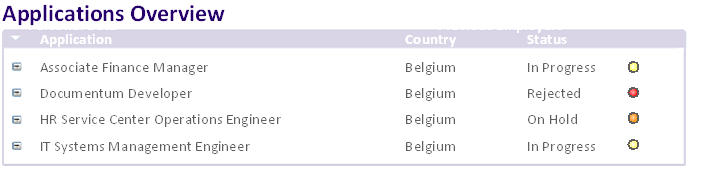 Applications Overview
Application Country Status
Associate Finance Manager Belgium In Progress
Documentum Developer Belgium Rejected
HR Service Center Operations Engineer Belgium On Hold
IT Systems Management Engineer Belgium In Progress